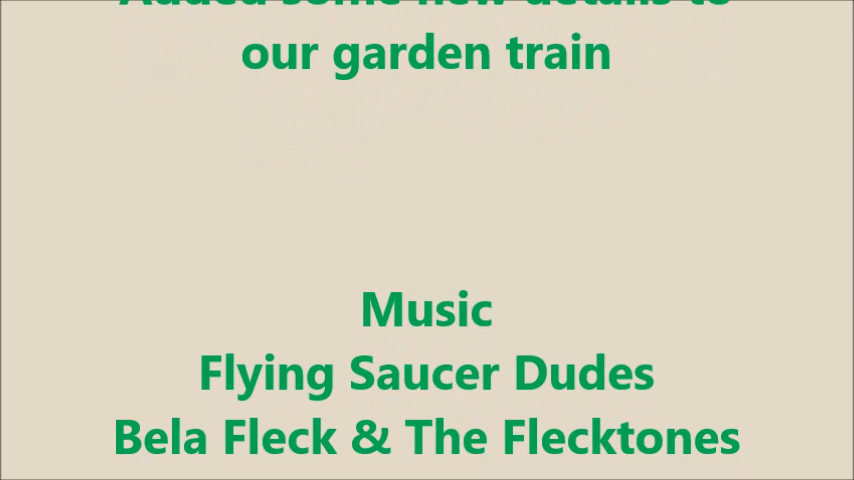 Added some new details to
our garden train
Music
Flying Saucer Dudes
Bela Fleck & The Flecktones